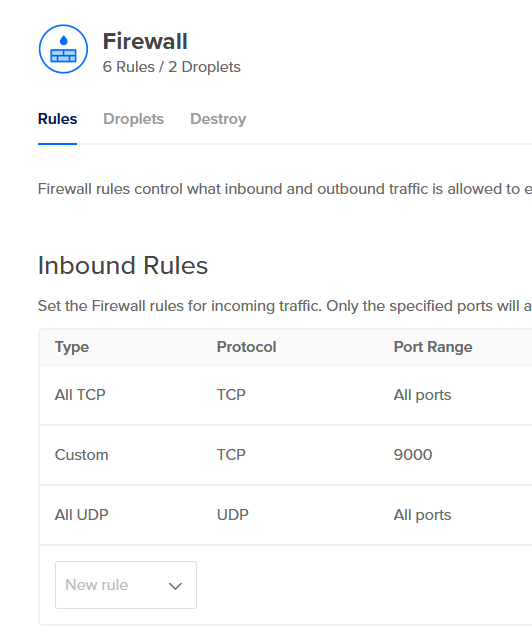 Firewall
6 Rules / 2 Droplets
Rules Droplets Destroy
Firewall rules control what inbound and outbound traffic is allowed to e
Inbound Rules
Set the Firewall rules for incoming traffic. Only the specified ports will a
Type Protocol Port Range
All TCP TCP All ports
Custom TCP 9000
All UDP UDP All ports
New rule